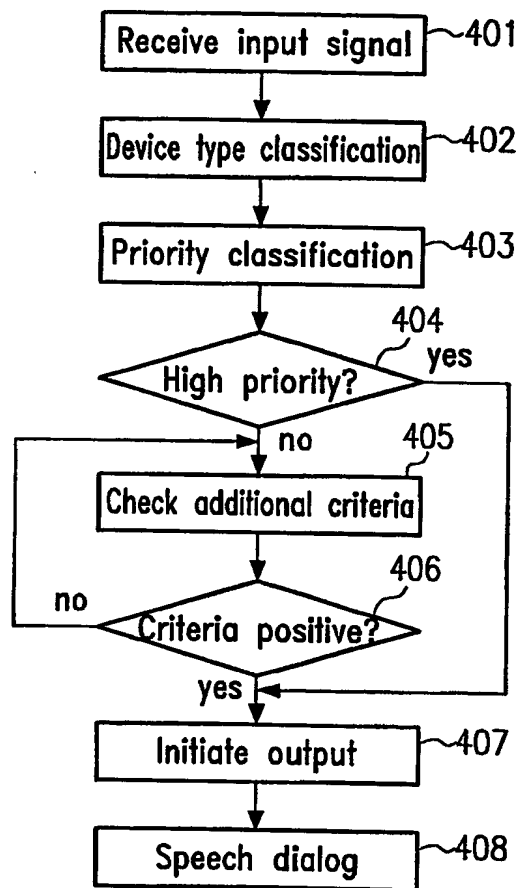 Receive input signal 401
Device type classification 402
Priority classification 403
404
High priority? yes
no
405
Check additional criteria
406
no
Criteria positive?
yes
Initiate output 407
Speech dialog 408